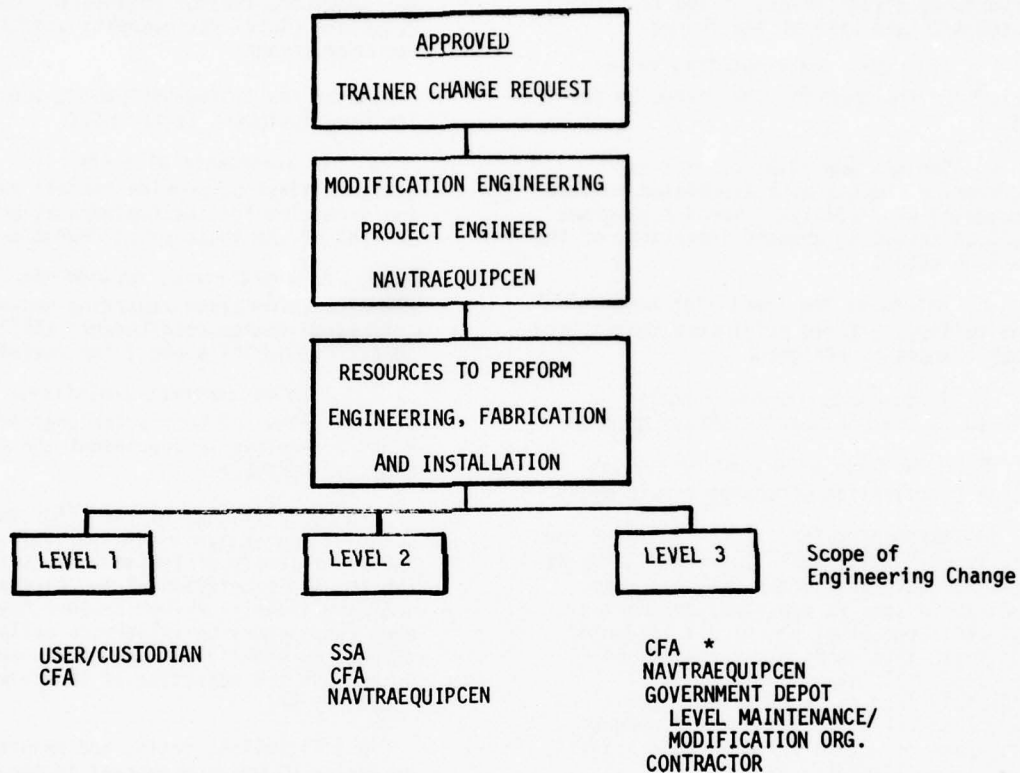 APPROVED
TRAINER CHANGE REQUEST
MODIFICATION ENGINEERING
PROJECT ENGINEER
NAVTRAEQUIPCEN
RESOURCES TO PERFORM
ENGINEERING, FABRICATION
AND INSTALLATION
LEVEL 1
LEVEL 2
LEVEL 3
Scope of
Engineering Change
USER/CUSTODIAN
CFA
SSA
CFA
NAVTRAEQUIPCEN
CFA *
NAVTRAEQUIPCEN
GOVERNMENT DEPOT
LEVEL MAINTENANCE/
MODIFICATION ORG.
CONTRACTOR